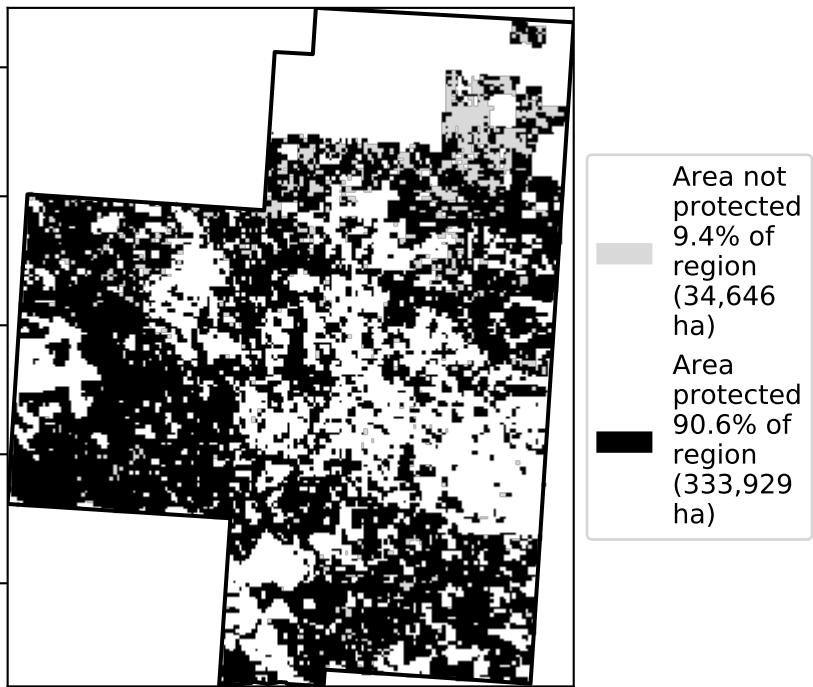 Area not
protected
9.4% of
region
(34,646
ha)
Area
protected
90.6% of
region
(333,929
ha)